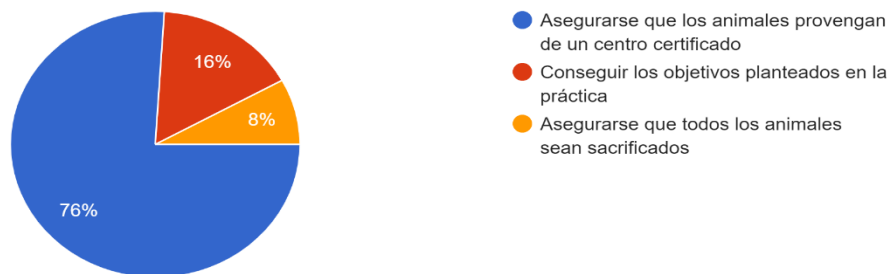 16%
8%
76%
Asegurarse que los animales provengan
de un centro certificado
Conseguir los objetivos planteados en la
práctica
Asegurarse que todos los animales
sean sacrificados